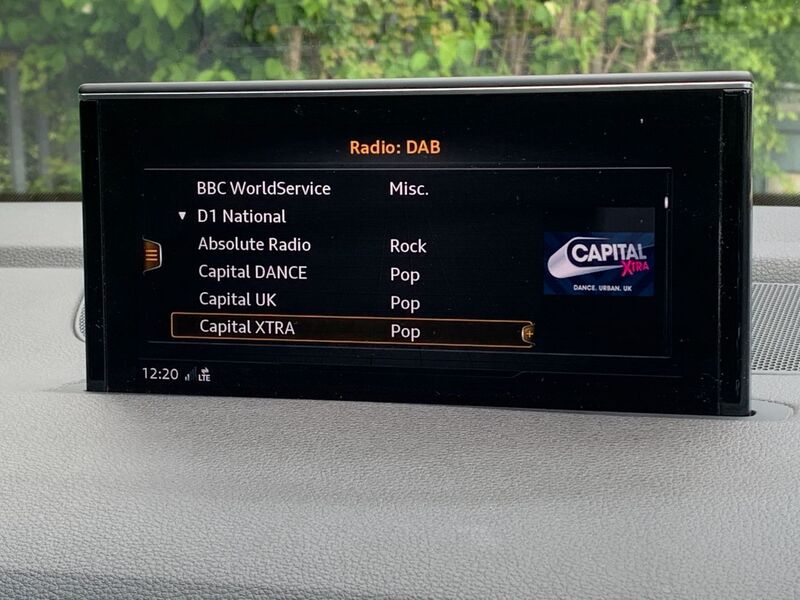 Radio: DAB
BBC WorldService Misc.
▼ D1 National
Absolute Radio Rock
Capital DANCE Pop
Capital UK Pop
Capital XTRA Pop
CAPITAL
XTRA
DANCE. URBAN. UK
12:20 LTE